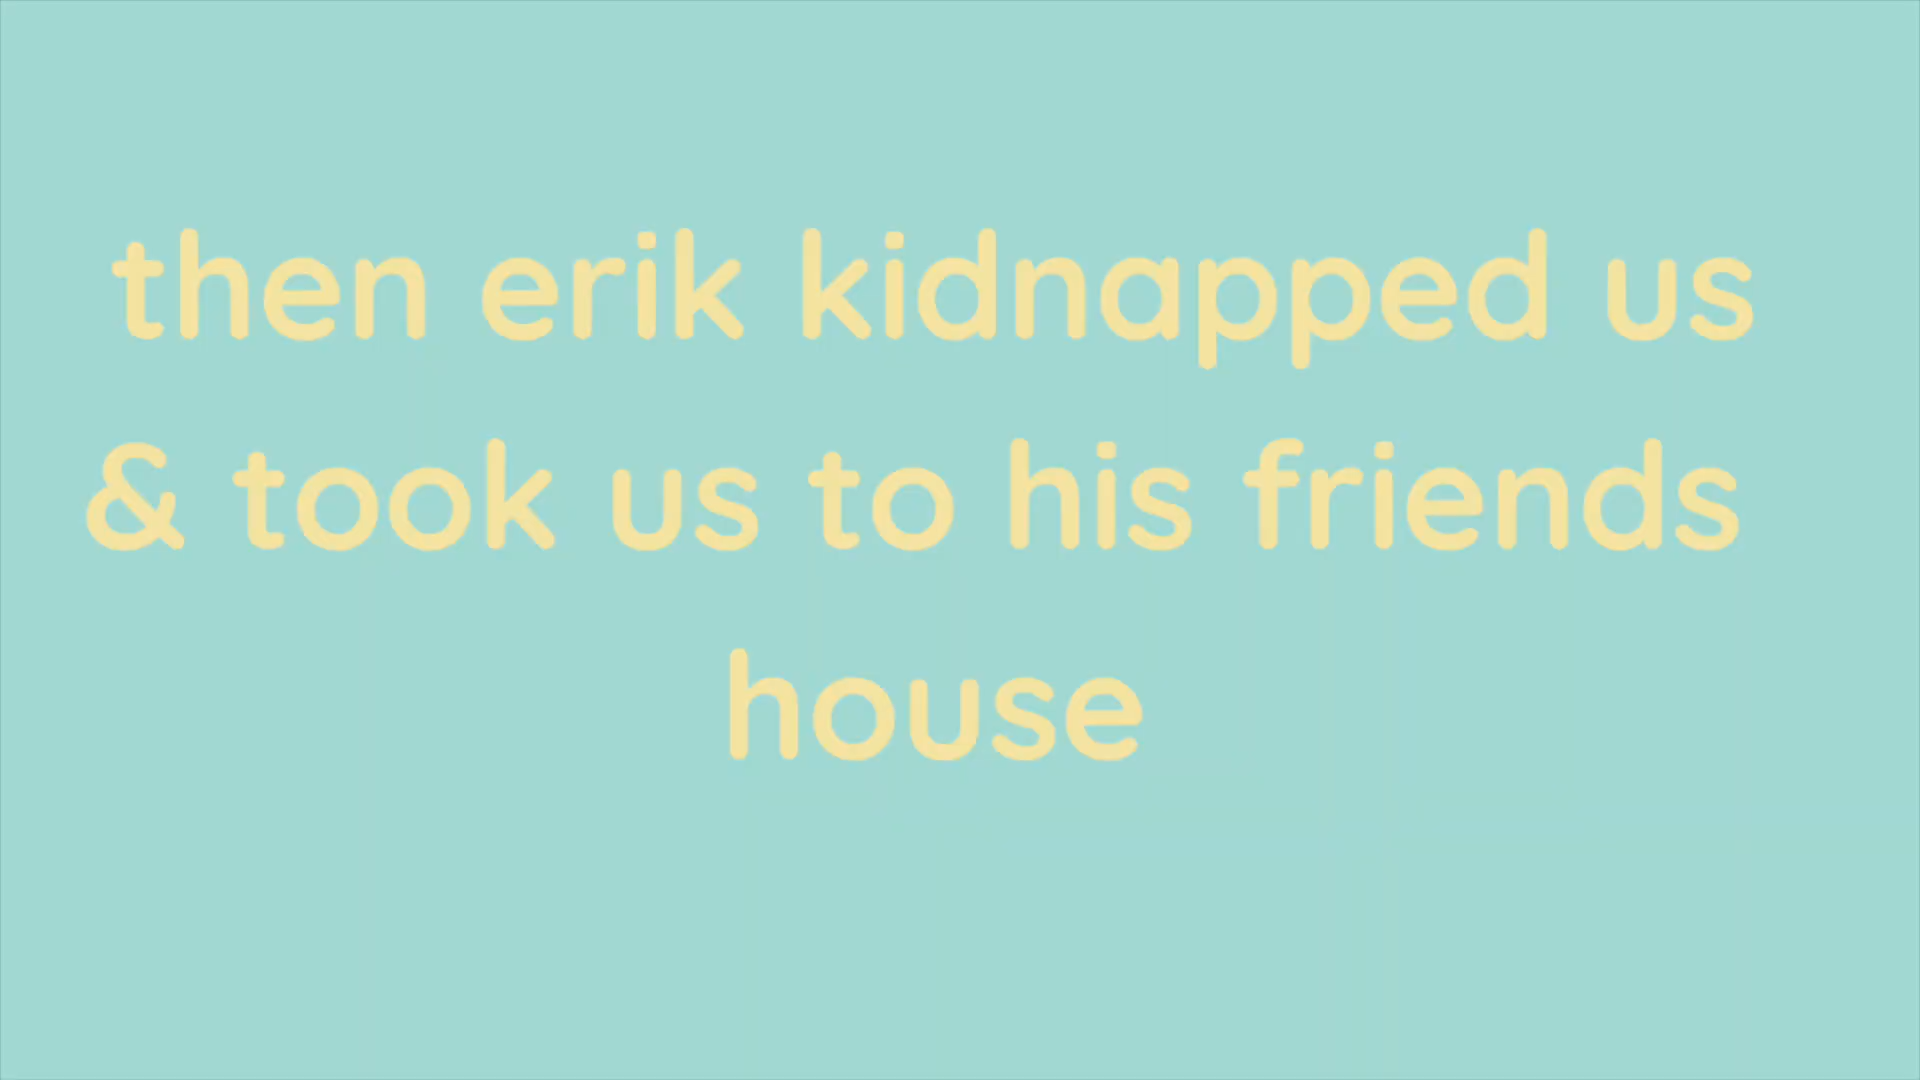 then erik kidnapped us
& took us to his friends
house